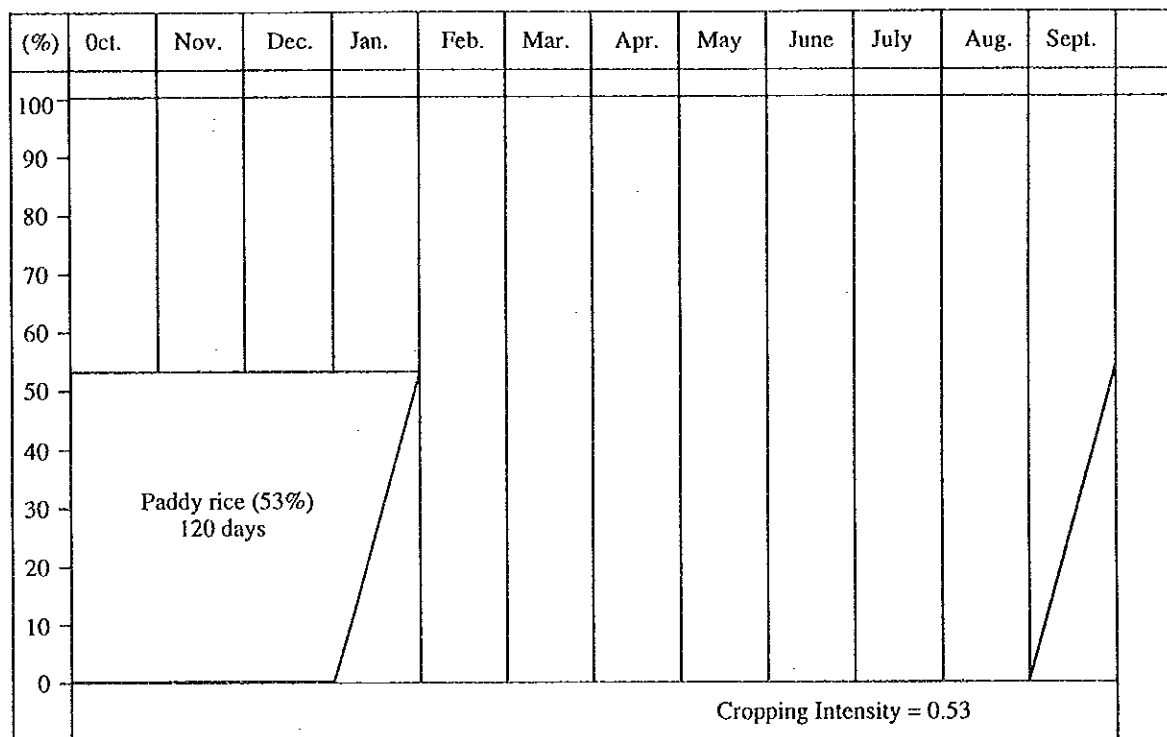 (%) Oct. Nov. Dec. Jan. Feb. Mar. Apr. May June July Aug. Sept.
100
90
80
70
60
50
40
30
20
10
0
Paddy rice (53%)
120 days
Cropping Intensity = 0.53